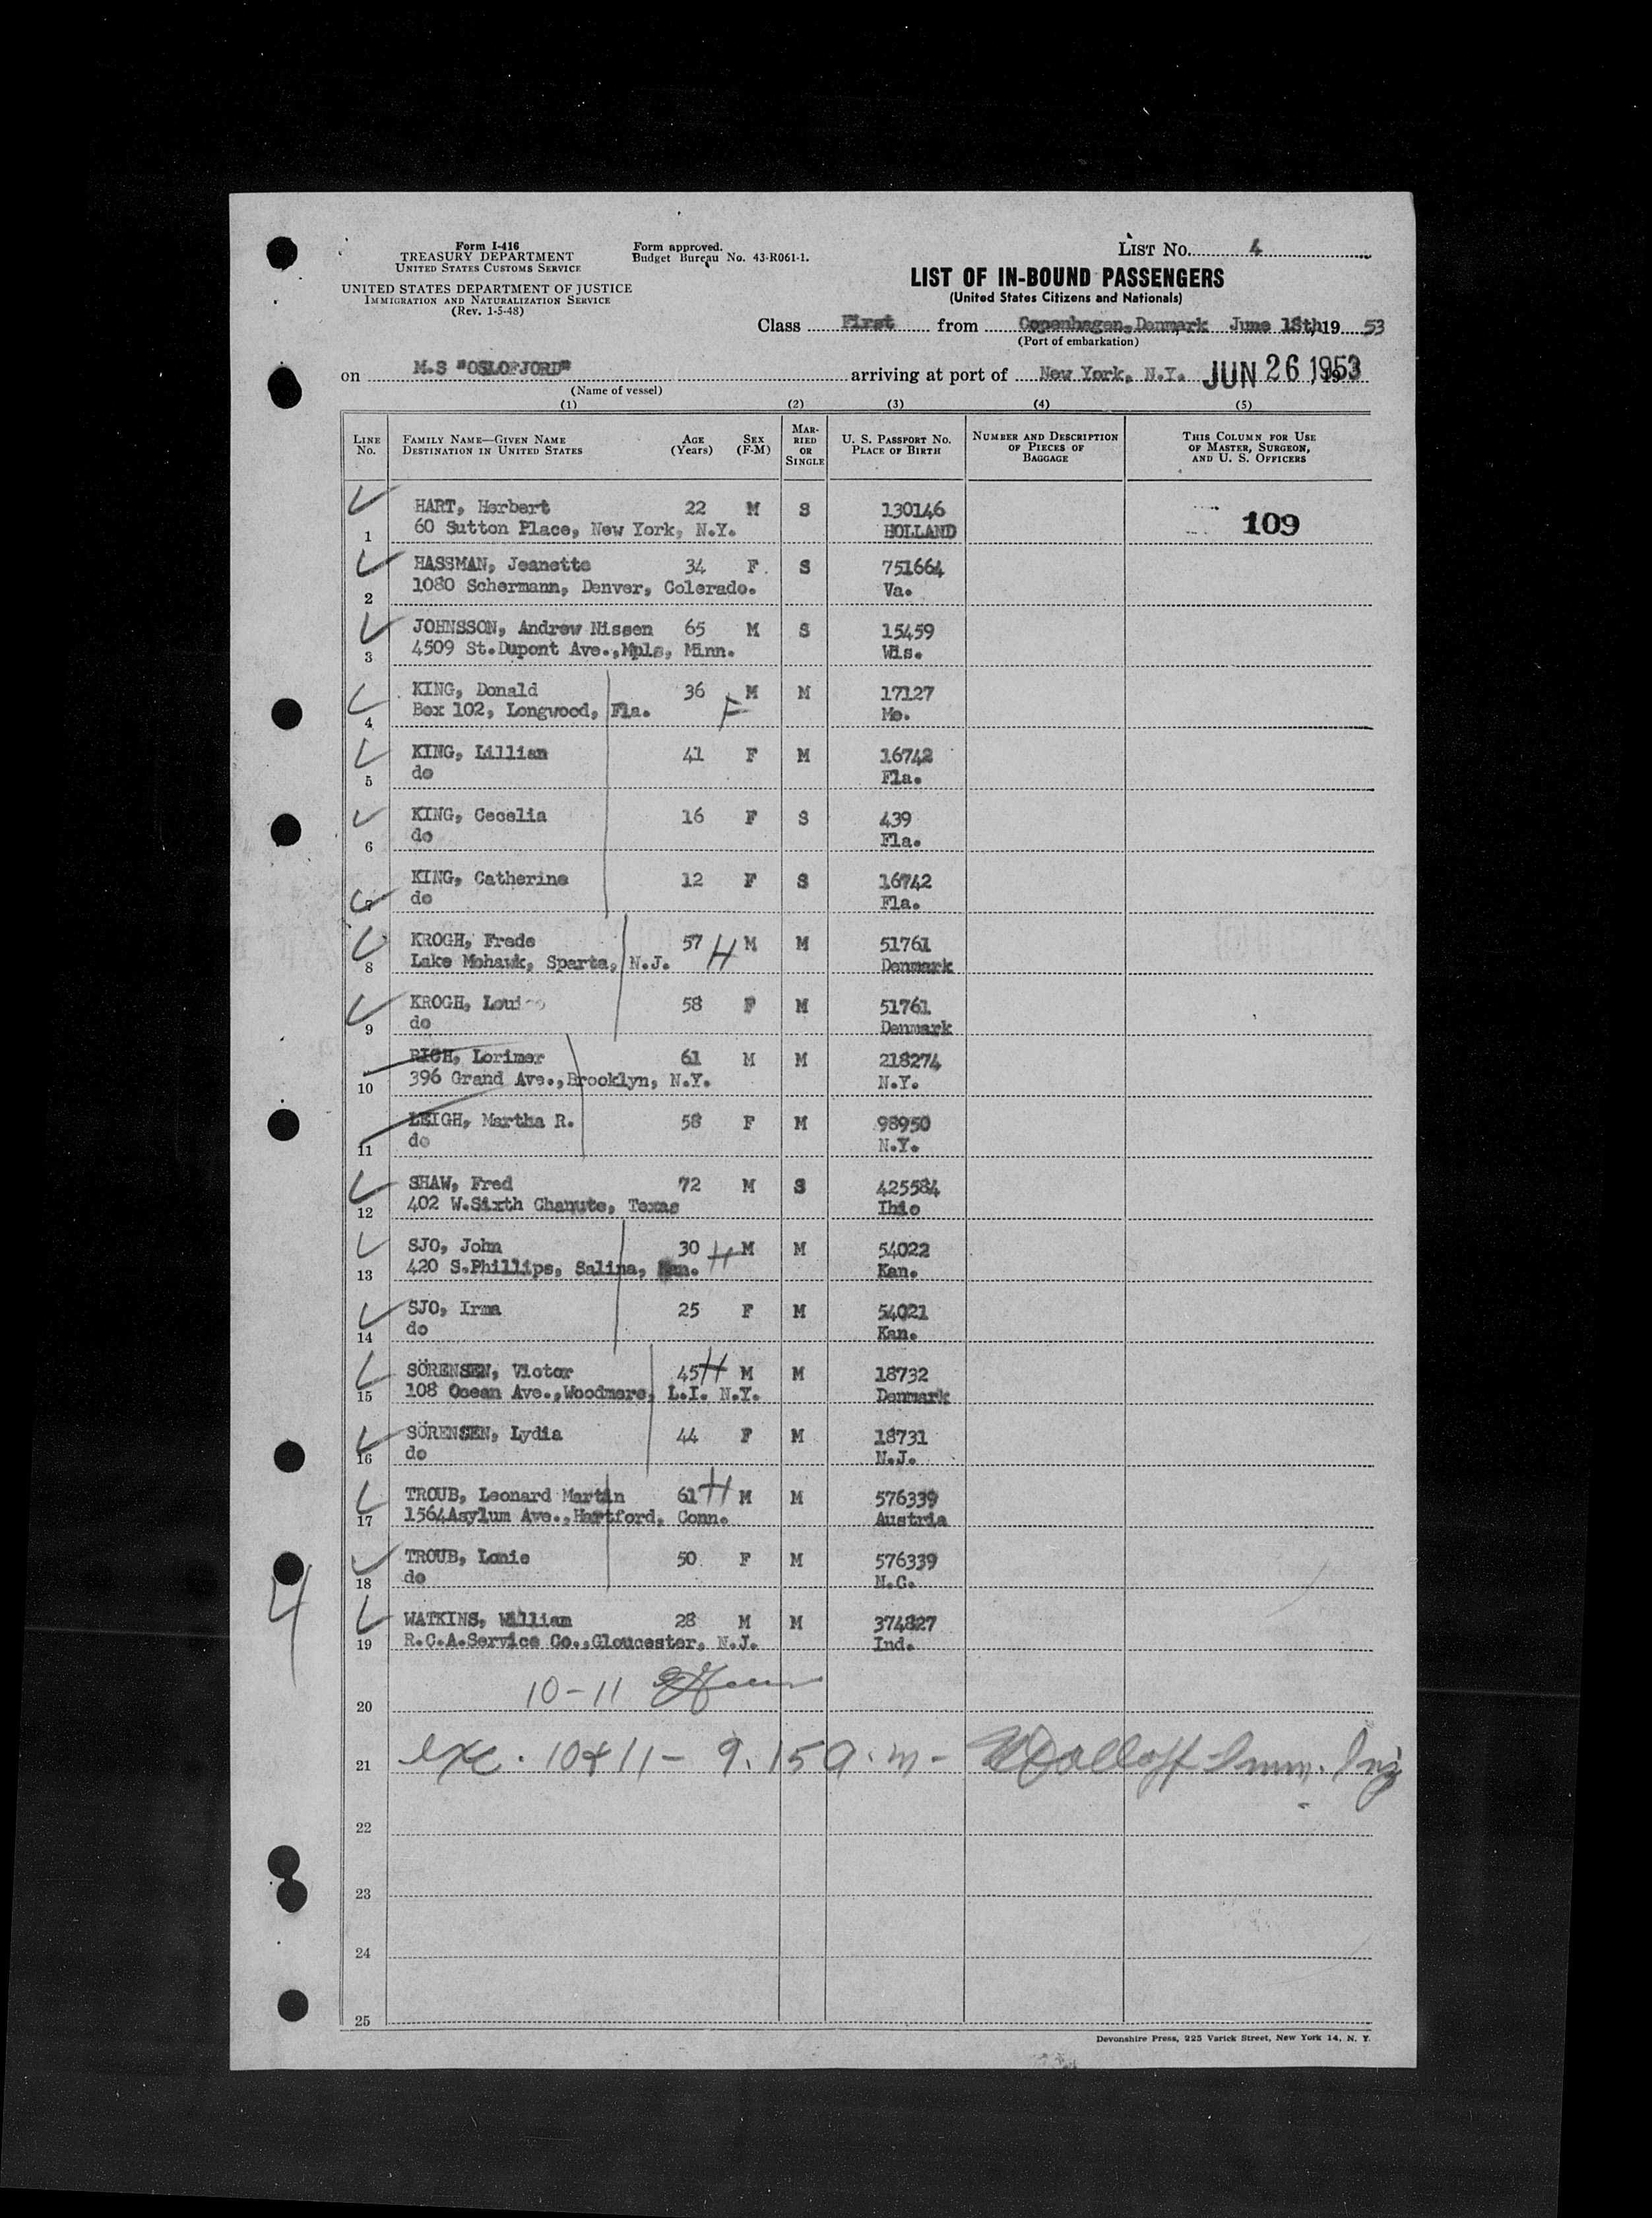 Form I-416
TREASURY DEPARTMENT
UNITED STATES CUSTOMS SERVICE
UNITED STATES DEPARTMENT OF JUSTICE
IMMIGRATION AND NATURALIZATION SERVICE
(Rev. 1-5-48)
Form approved.
Budget Bureau No. 43-R061-1.
LIST No. 4
LIST OF IN-BOUND PASSENGERS
(United States Citizens and Nationals)
Class First from Copenhagen, Denmark June 18th, 19 53
(Port of embarkation)
on M.S "OSLOFJORD" arriving at port of New York, N.Y. JUN 26 1953
(Name of vessel)
(1) (2) (3) (4) (5)
LINE No. FAMILY NAME—GIVEN NAME DESTINATION IN UNITED STATES AGE (Years) SEX (F-M) MARRIED OR SINGLE U. S. PASSPORT NO. PLACE OF BIRTH NUMBER AND DESCRIPTION OF PIECES OF BAGGAGE THIS COLUMN FOR USE OF MASTER, SURGEON, AND U. S. OFFICERS
HART, Herbert 22 M S 130146 109
1 60 Sutton Place, New York, N.Y. HOLLAND
HASSMAN, Jeanette 34 F. S 751664
2 1080 Schermann, Denver, Colerado. Va.
JOHNSSON, Andrew Nissen 65 M S 15459
3 4509 St.Dupont Ave.,Mpls, Minn. Wis.
KING, Donald 36 M M 17127
4 Box 102, Longwood, Fla. F Mo.
KING, Lillian 41 F M 16742
5 do Fla.
KING, Cecelia 16 F S 439
6 do Fla.
KING, Catherine 12 F S 16742
7 do Fla.
KROGH, Frede 57 H M M 51761
8 Lake Mohawk, Sparta, N.J. Denmark
KROGH, 58 F M 51761
9 do Denmark
RICH, Lorimer 61 M M 218274
10 396 Grand Ave.,Brooklyn, N.Y. N.Y.
LEIGH, Martha R. 58 F M 98950
11 do N.Y.
SHAW, Fred 72 M S 425584
12 402 W.Sixth Chanute, Texas Ihio
SJO, John 30 H M M 54022
13 420 S.Phillips, Salina, Kan. Kan.
SJO, Irma 25 F M 54021
14 do Kan.
SÖRENSEN, Victor 45 H M M 18732
15 108 Ocean Ave.,Woodmere, L.I. N.Y. Denmark
SÖRENSEN, Lydia 44 F M 18731
16 do N.J.
TROUB, Leonard Martin 61 H M M 576339
17 1564Asylum Ave.,Hartford, Conn. Austria
TROUB, Lonie 50 F M 576339
18 do N.C.
4
WATKINS, William 28 M M 374827
19 R.C.A.Service Co.,Gloucester, N.J. Ind.
20 10-11
21 exc. 10 & 11 - 9.15 a.m - Imm. Insp
22
23
24
25
Devonshire Press, 225 Varick Street, New York 14, N. Y.